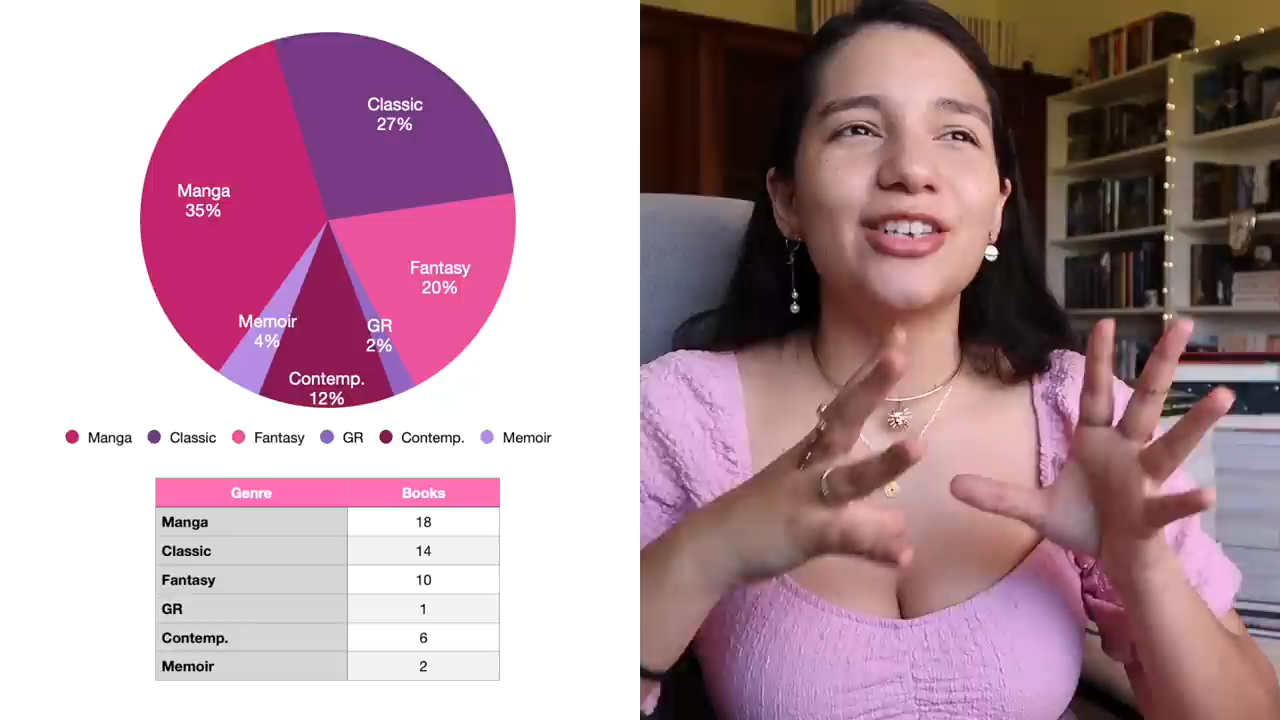 Classic
27%
Manga
35%
Fantasy
20%
Memoir
4%
GR
2%
Contemp.
12%
Manga Classic Fantasy GR Contemp. Memoir
Genre Books
Manga 18
Classic 14
Fantasy 10
GR 1
Contemp. 6
Memoir 2